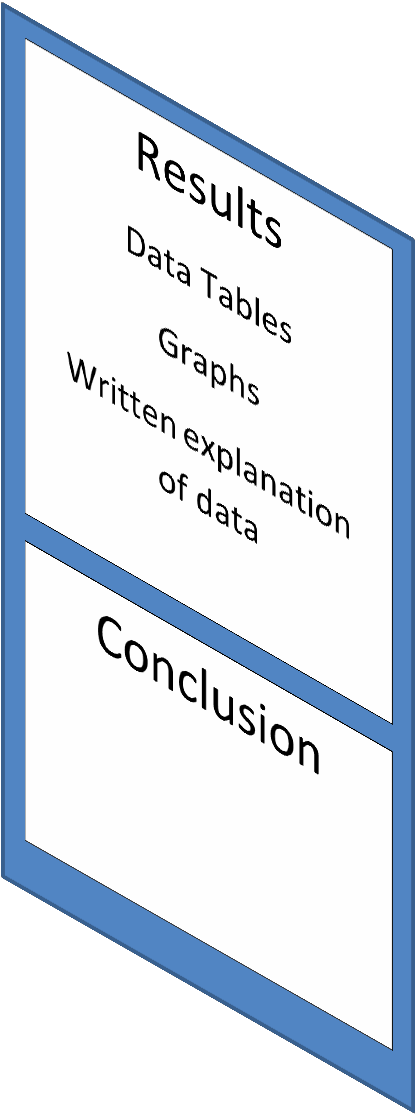 Results
Data Tables
Graphs
Written explanation
of data
Conclusion